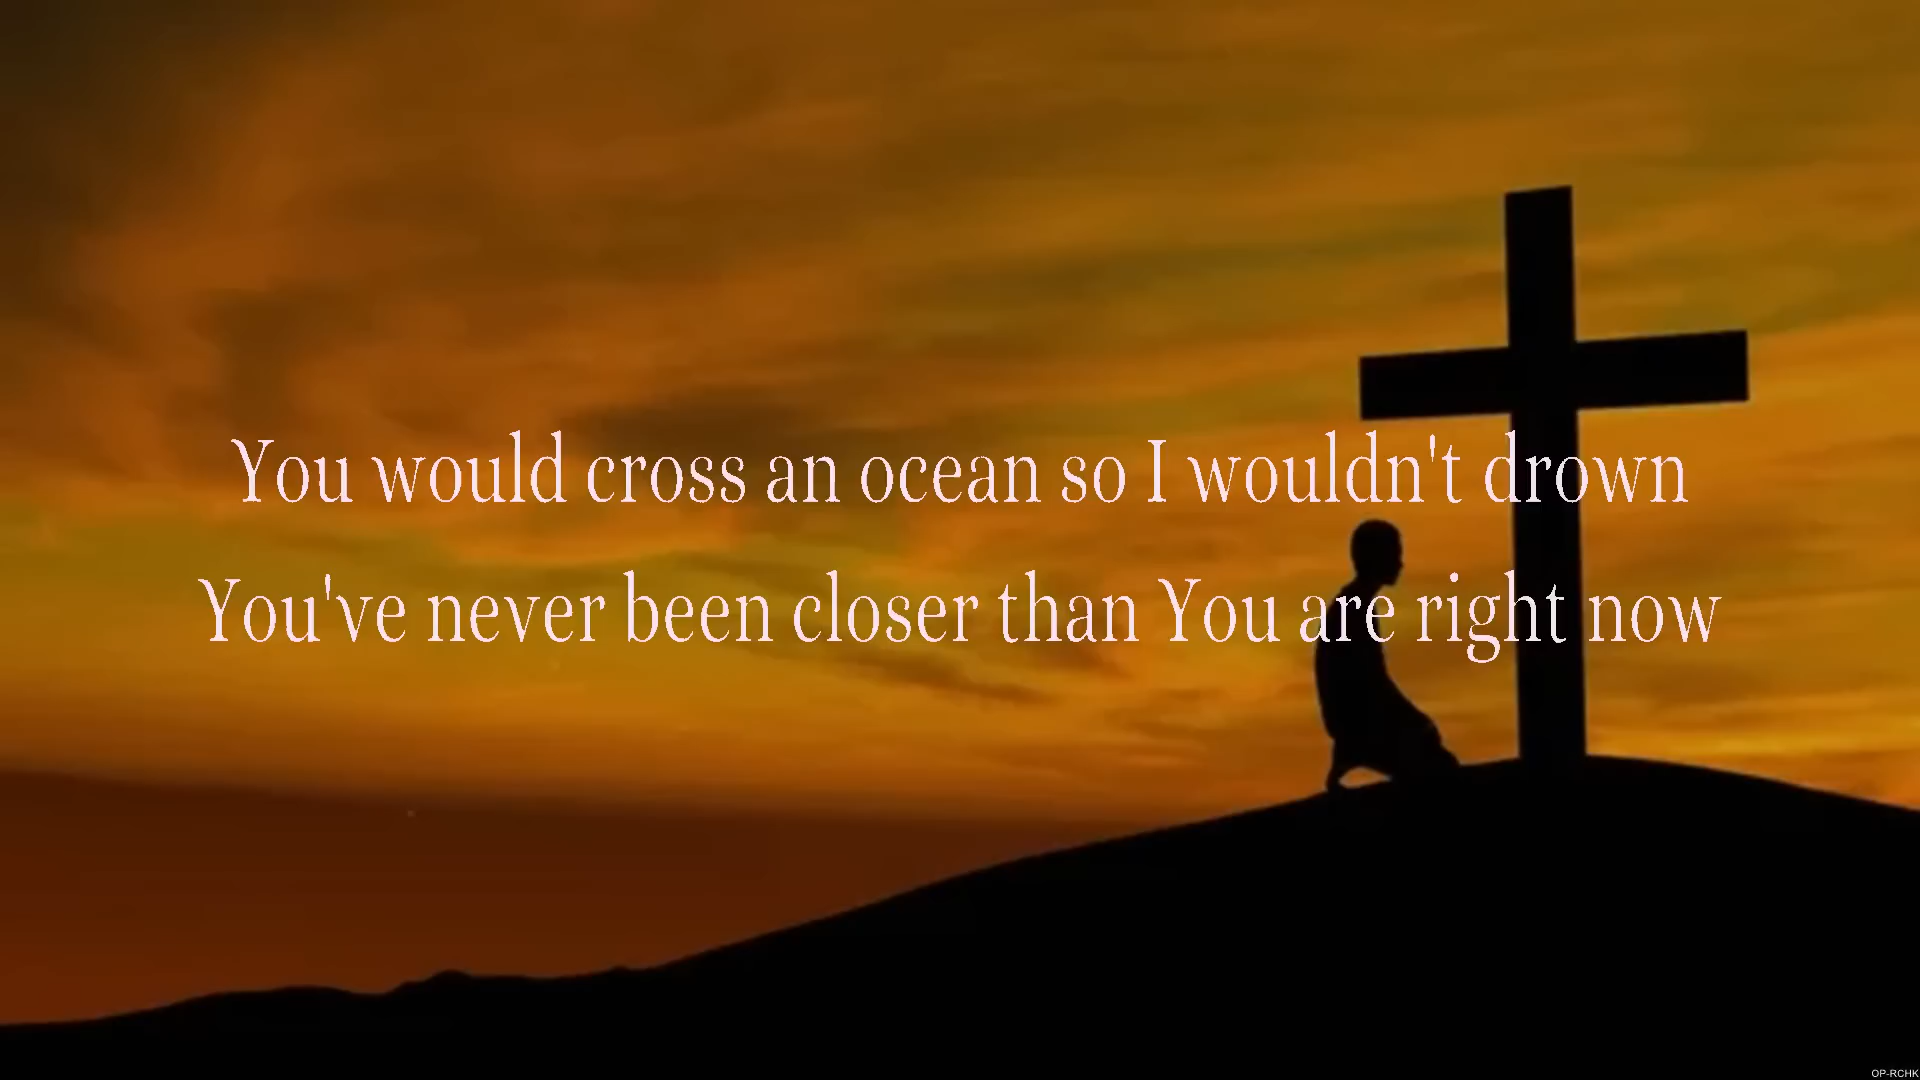 You would cross an ocean so I wouldn't drown
You've never been closer than You are right now
OP-RCHK